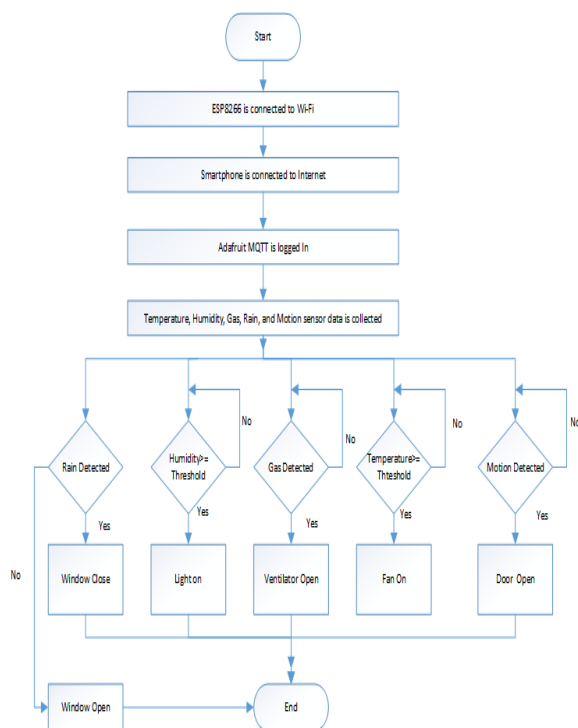 Start
ESP8266 is connected to Wi-Fi
Smartphone is connected to Internet
Adafruit MQTT is logged In
Temperature, Humidity, Gas, Rain, and Motion sensor data is collected
No
No
No
No
Rain Detected
Humidity>=
Threshold
Gas Detected
Temperature>=
Thteshold
Motion Detected
Yes
Yes
Yes
Yes
Yes
No
Window Close
Light on
Ventilator Open
Fan On
Door Open
Window Open
End